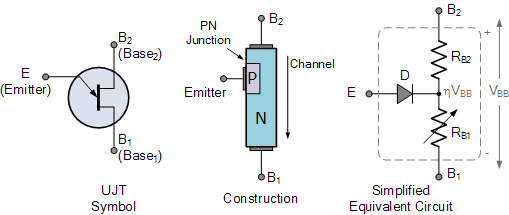 B2
(Base2)
E
(Emitter)
B1
(Base1)
UJT
Symbol
B2
PN
Junction
Channel
P
Emitter
N
B1
Construction
B2
+
RB2
D
E
ηVBB
VBB
RB1
-
B1
Simplified
Equivalent Circuit